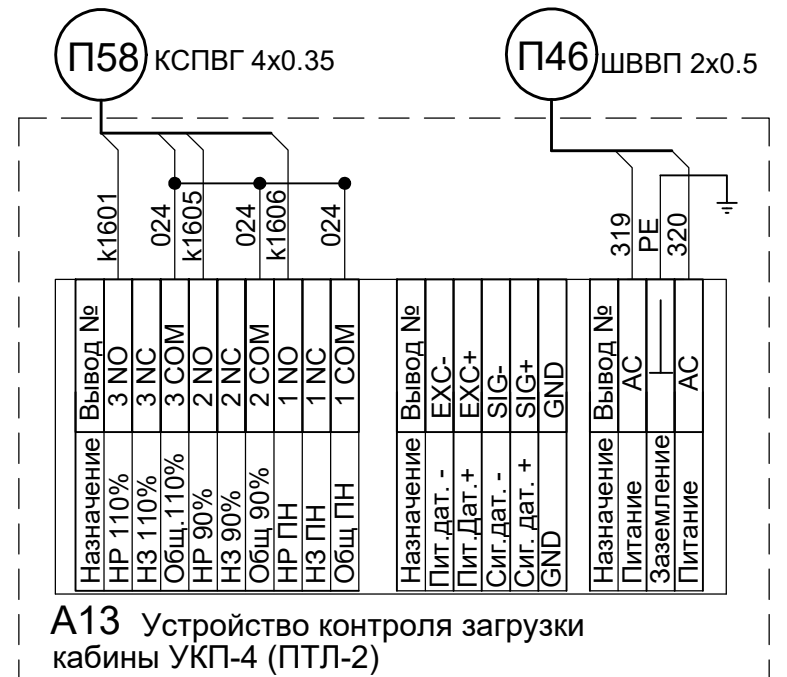 П58 КСПВГ 4х0.35
П46 ШВВП 2х0.5
k1601
024
k1605
024
k1606
024
319
PE
320
Вывод №
3 NO
3 NC
3 COM
2 NO
2 NC
2 COM
1 NO
1 NC
1 COM
Назначение
НР 110%
НЗ 110%
Общ.110%
НР 90%
НЗ 90%
Общ 90%
НР ПН
НЗ ПН
Общ ПН
Вывод №
EXC-
EXC+
SIG-
SIG+
GND
Назначение
Пит.дат. -
Пит.Дат.+
Сиг.дат. -
Сиг. дат. +
GND
Вывод №
AC
AC
Назначение
Питание
Заземление
Питание
А13 Устройство контроля загрузки
кабины УКП-4 (ПТЛ-2)